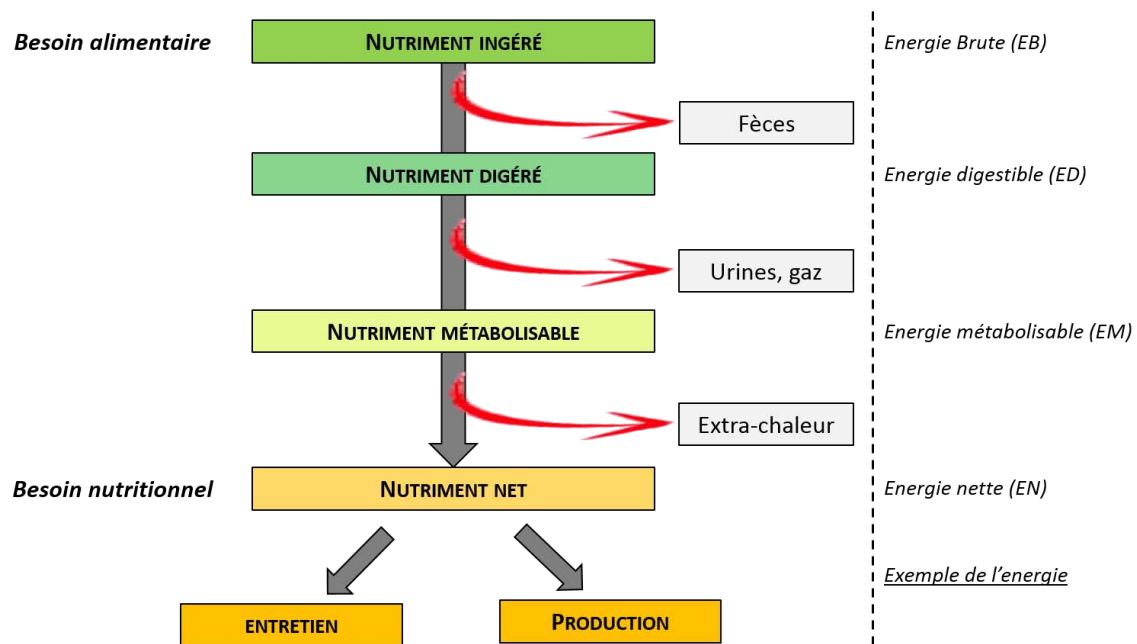 Besoin alimentaire
NUTRIMENT INGÉRÉ
Energie Brute (EB)
Fèces
NUTRIMENT DIGÉRÉ
Energie digestible (ED)
Urines, gaz
NUTRIMENT MÉTABOLISABLE
Energie métabolisable (EM)
Extra-chaleur
Besoin nutritionnel
NUTRIMENT NET
Energie nette (EN)
Exemple de l'energie
ENTRETIEN
PRODUCTION